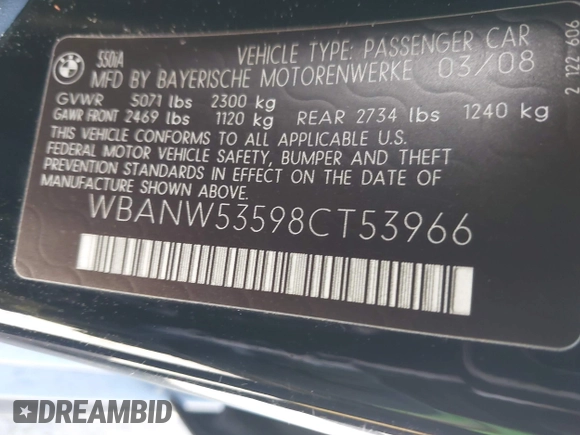 BMW
550iA
VEHICLE TYPE: PASSENGER CAR
MFD BY BAYERISCHE MOTORENWERKE 03/08
GVWR 5071 lbs 2300 kg
GAWR FRONT 2469 lbs 1120 kg REAR 2734 lbs 1240 kg
THIS VEHICLE CONFORMS TO ALL APPLICABLE U.S.
FEDERAL MOTOR VEHICLE SAFETY, BUMPER AND THEFT
PREVENTION STANDARDS IN EFFECT ON THE DATE
OF MANUFACTURE SHOWN ABOVE.
WBANW53598CT53966
2 122 606
DREAMBID